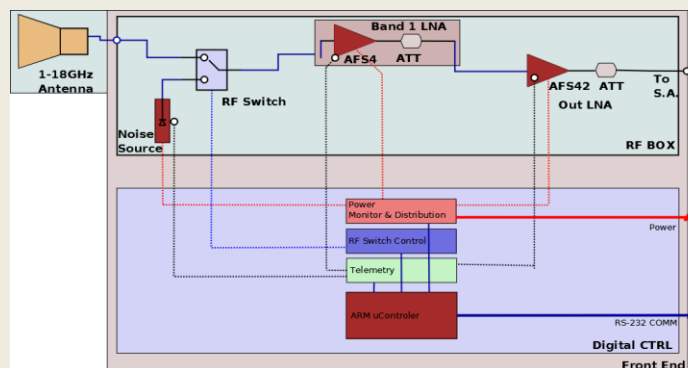 Band 1 LNA
AFS4
ATT
1-18GHz
Antenna
RF Switch
AFS42 ATT
Out LNA
To
S.A.
Noise
Source
RF BOX
Power
Monitor & Distribution
Power
RF Switch Control
Telemetry
ARM uControler
RS-232 COMM
Digital CTRL
Front End